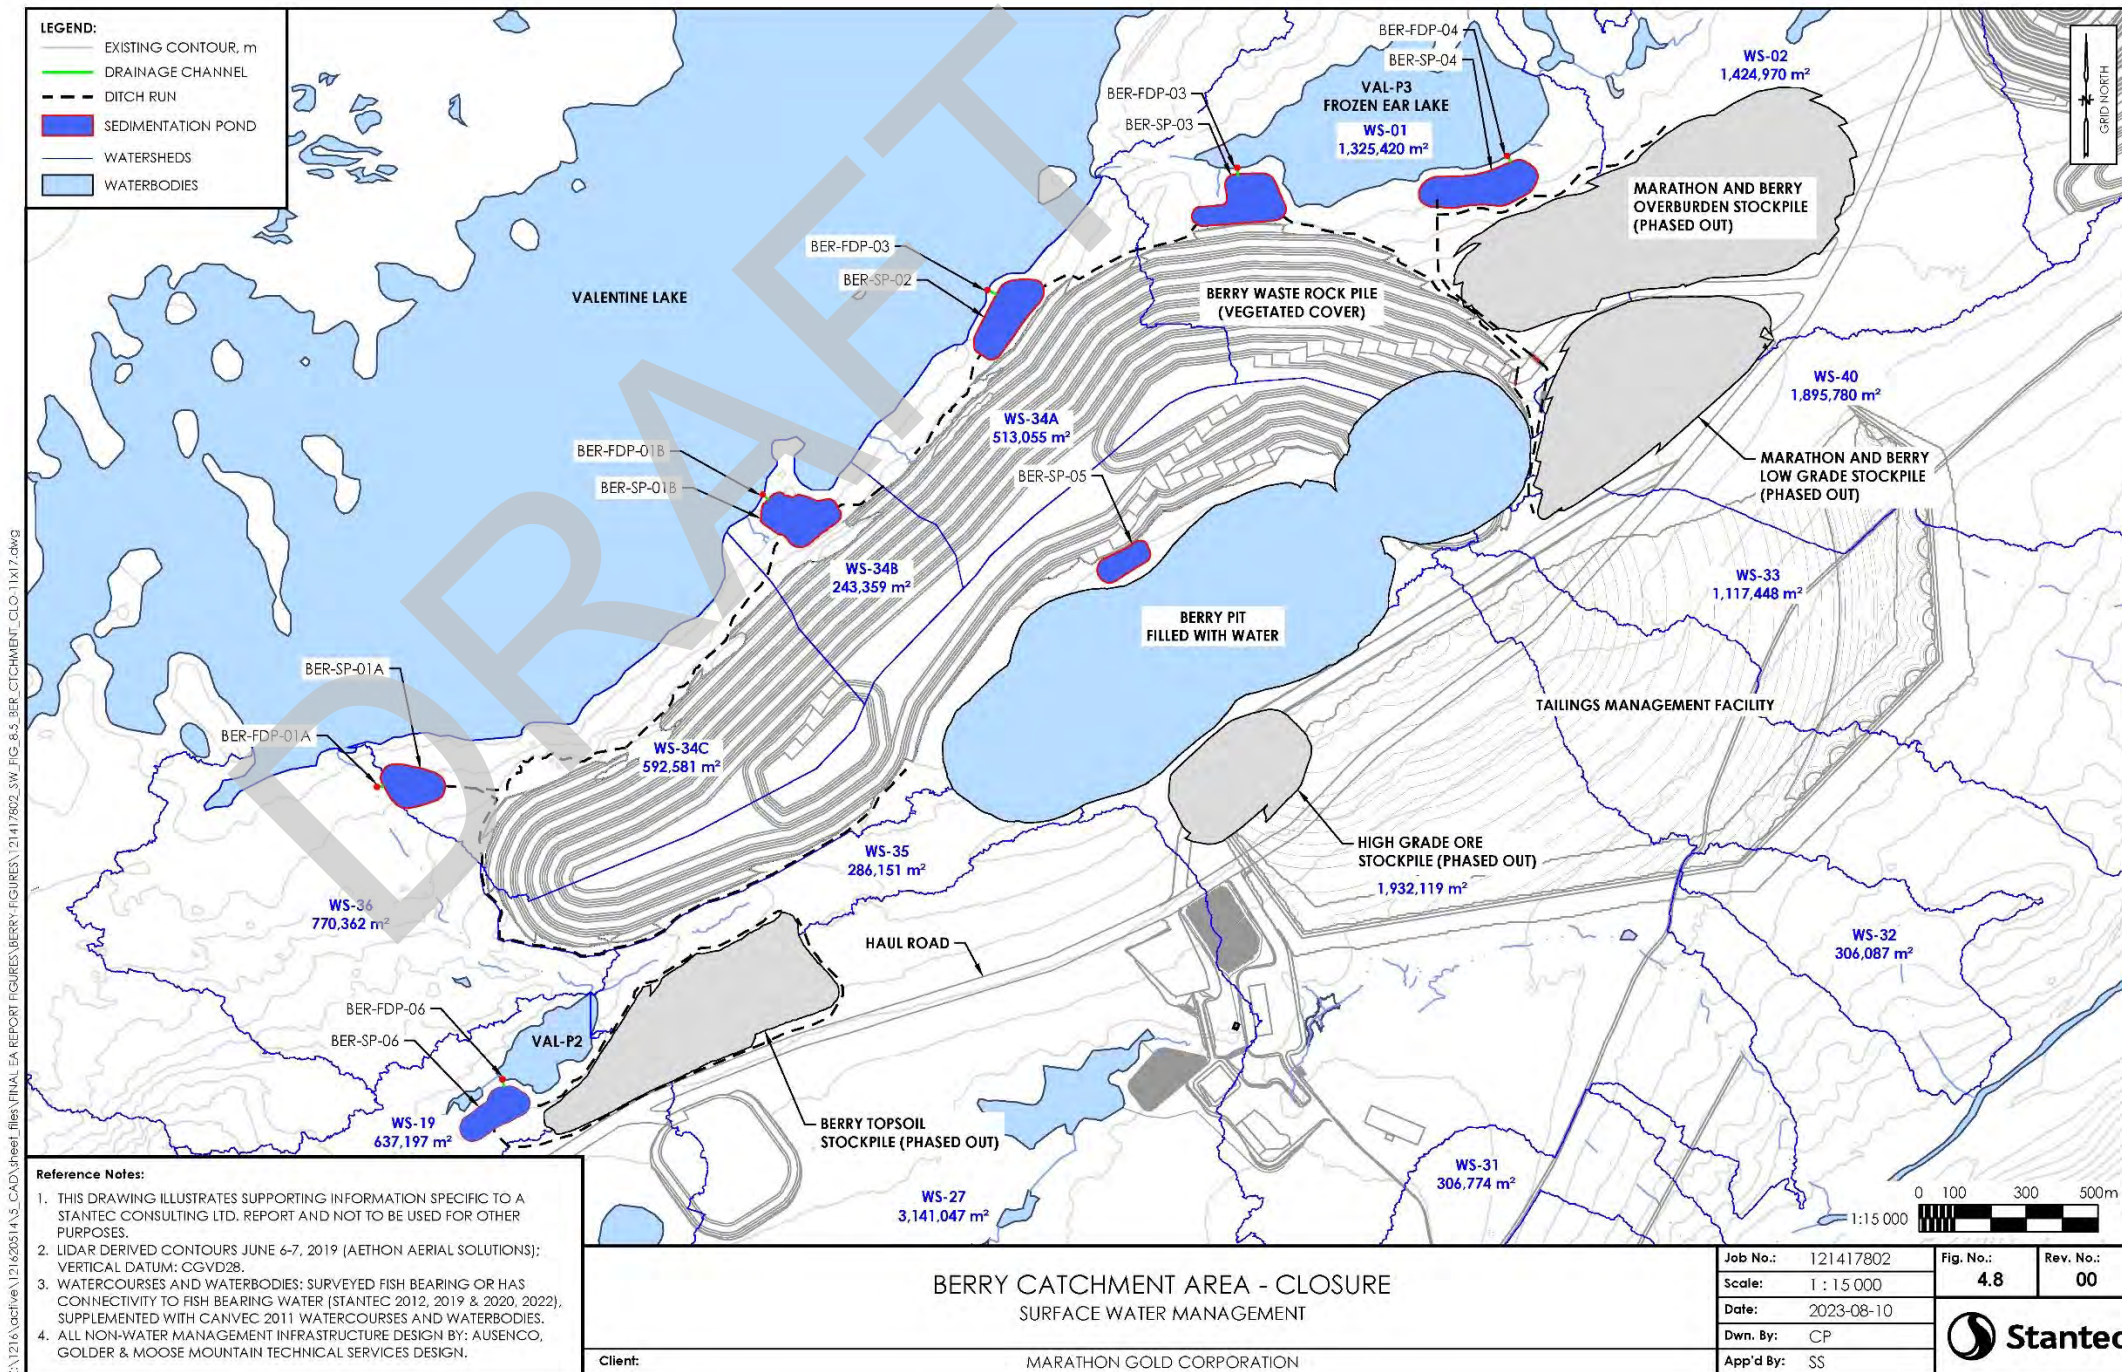 LEGEND:
EXISTING CONTOUR, m
DRAINAGE CHANNEL
DITCH RUN
SEDIMENTATION POND
WATERSHEDS
WATERBODIES
GRID NORTH
DRAFT
BER-FDP-04
BER-SP-04
WS-02
1,424,970 m²
VAL-P3
FROZEN EAR LAKE
WS-01
1,325,420 m²
BER-FDP-03
BER-SP-03
MARATHON AND BERRY
OVERBURDEN STOCKPILE
(PHASED OUT)
BER-FDP-03
BER-SP-02
VALENTINE LAKE
BERRY WASTE ROCK PILE
(VEGETATED COVER)
WS-40
1,895,780 m²
WS-34A
513,055 m²
BER-FDP-01B
BER-SP-01B
BER-SP-05
MARATHON AND BERRY
LOW GRADE STOCKPILE
(PHASED OUT)
WS-34B
243,359 m²
WS-33
1,117,448 m²
BERRY PIT
FILLED WITH WATER
BER-SP-01A
BER-FDP-01A
TAILINGS MANAGEMENT FACILITY
WS-34C
592,581 m²
WS-35
286,151 m²
HIGH GRADE ORE
STOCKPILE (PHASED OUT)
1,932,119 m²
WS-36
770,362 m²
HAUL ROAD
WS-32
306,087 m²
BER-FDP-06
BER-SP-06
VAL-P2
WS-19
637,197 m²
BERRY TOPSOIL
STOCKPILE (PHASED OUT)
WS-31
306,774 m²
WS-27
3,141,047 m²
0 100 300 500m
1:15 000
Reference Notes:
1. THIS DRAWING ILLUSTRATES SUPPORTING INFORMATION SPECIFIC TO A
STANTEC CONSULTING LTD. REPORT AND NOT TO BE USED FOR OTHER
PURPOSES.
2. LIDAR DERIVED CONTOURS JUNE 6-7, 2019 (AETHON AERIAL SOLUTIONS);
VERTICAL DATUM: CGVD28.
3. WATERCOURSES AND WATERBODIES: SURVEYED FISH BEARING OR HAS
CONNECTIVITY TO FISH BEARING WATER (STANTEC 2012, 2019 & 2020, 2022),
SUPPLEMENTED WITH CANVEC 2011 WATERCOURSES AND WATERBODIES.
4. ALL NON-WATER MANAGEMENT INFRASTRUCTURE DESIGN BY: AUSENCO,
GOLDER & MOOSE MOUNTAIN TECHNICAL SERVICES DESIGN.
BERRY CATCHMENT AREA - CLOSURE
SURFACE WATER MANAGEMENT
Client: MARATHON GOLD CORPORATION
Job No.: 121417802
Scale: 1 : 15 000
Date: 2023-08-10
Dwn. By: CP
App'd By: SS
Fig. No.:
4.8
Rev. No.:
00
Stantec